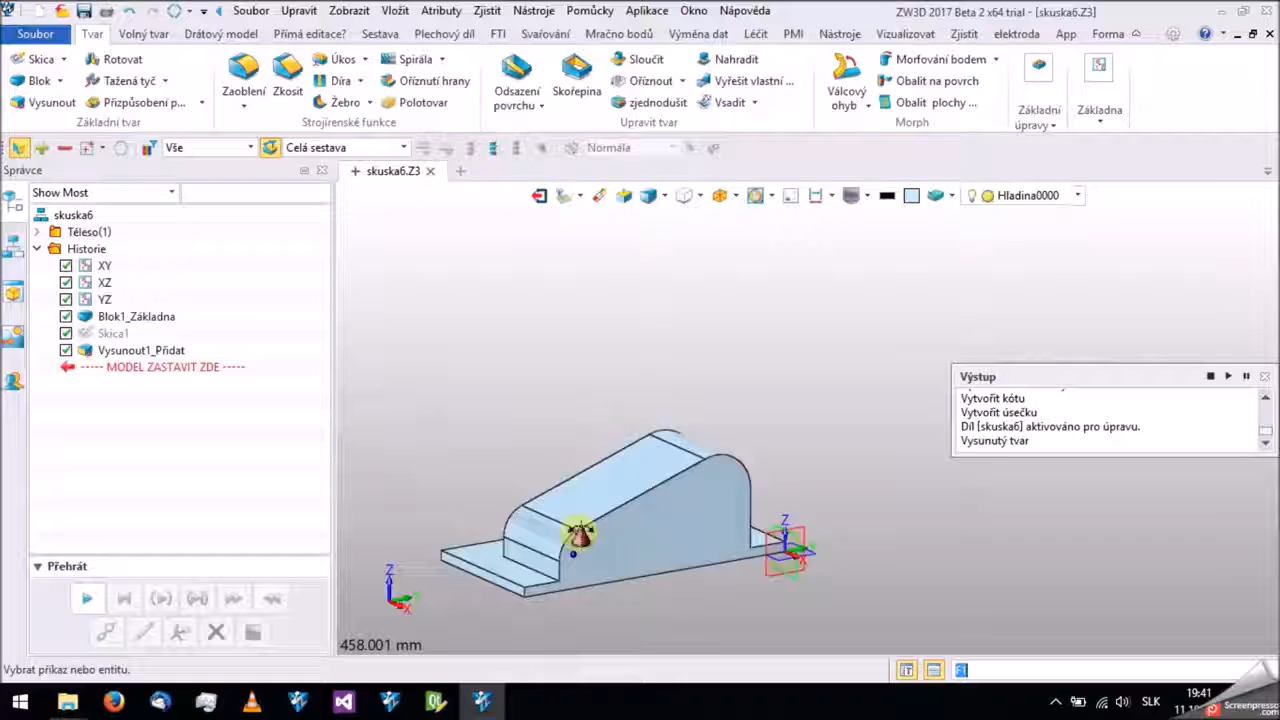 Soubor Upravit Zobrazit Vložit Atributy Zjistit Nástroje Pomůcky Aplikace Okno Nápověda ZW3D 2017 Beta 2 x64 trial - [skuska6.Z3]
Soubor Tvar Volný tvar Drátový model Přímá editace? Sestava Plechový díl FTI Svařování Mračno bodů Výměna dat Léčit PMI Nástroje Vizualizovat Zjistit elektroda App Forma
Skica Rotovat Úkos Spirála Sloučit Nahradit Morfování bodem
Blok Tažená tyč Díra Oříznutí hrany Oříznout Vyřešit vlastní ... Obalit na povrch
Vysunout Přizpůsobení p... Žebro Polotovar zjednodušit Vsadit Obalit plochy ...
Zaoblení Zkosit Odsazení povrchu Skořepina Válcový ohyb Základní úpravy Základná
Základní tvar Strojírenské funkce Upravit tvar Morph
Vše Celá sestava Normála
Správce skuska6.Z3
Show Most Hladina0000
skuska6
Těleso(1)
Historie
XY
XZ
YZ
Blok1_Základna
Skica1
Vysunout1_Přidat
----- MODEL ZASTAVIT ZDE -----
Výstup
Vytvořit kótu
Vytvořit úsečku
Díl [skuska6] aktivováno pro úpravu.
Vysunutý tvar
Z
Z
X
X
Přehrát
458.001 mm
Vybrat příkaz nebo entitu.
SLK
19:41
Screenpresso
.com